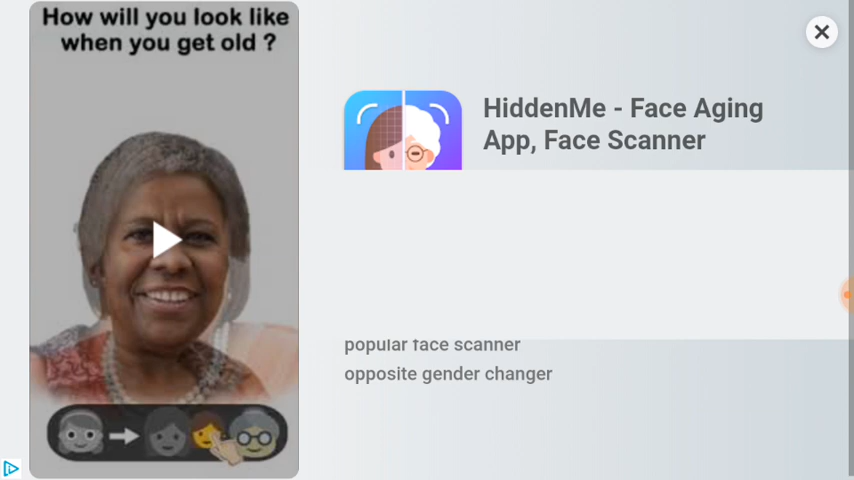 How will you look like
when you get old ?
HiddenMe - Face Aging
App, Face Scanner
popular face scanner
opposite gender changer